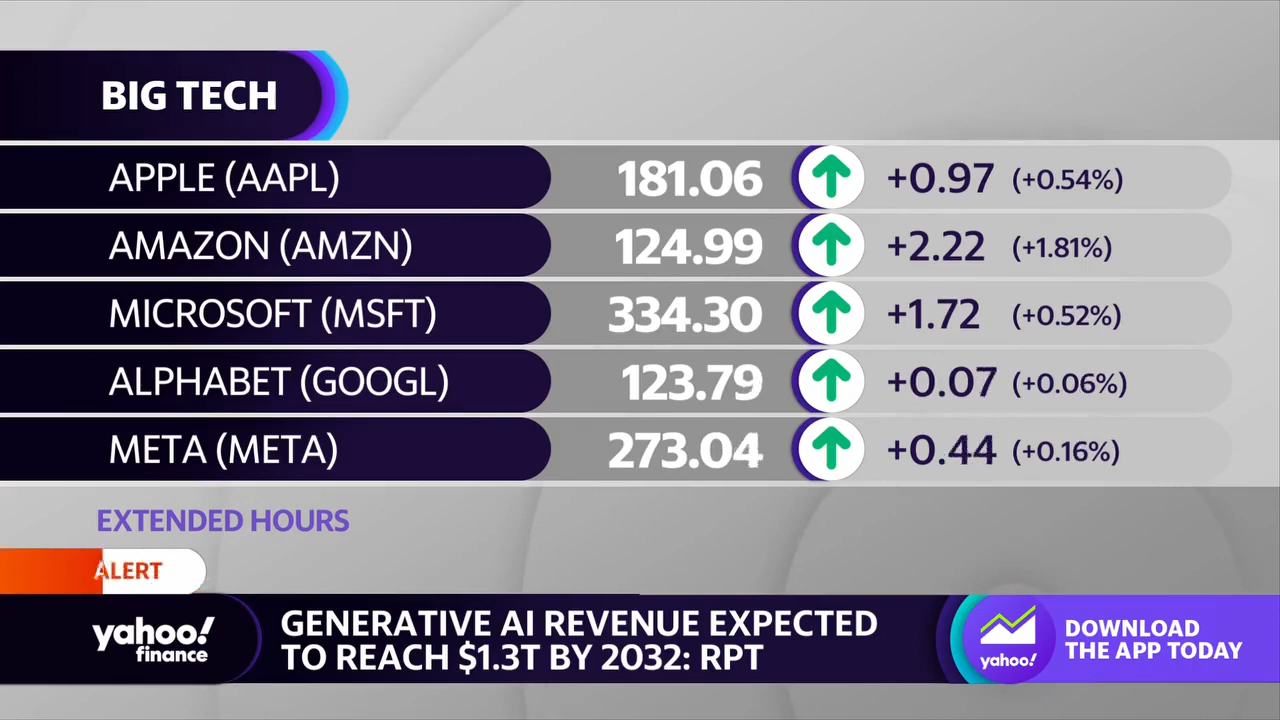 BIG TECH
APPLE (AAPL) 181.06 +0.97 (+0.54%)
AMAZON (AMZN) 124.99 +2.22 (+1.81%)
MICROSOFT (MSFT) 334.30 +1.72 (+0.52%)
ALPHABET (GOOGL) 123.79 +0.07 (+0.06%)
META (META) 273.04 +0.44 (+0.16%)
EXTENDED HOURS
ALERT
yahoo!
finance
GENERATIVE AI REVENUE EXPECTED
TO REACH $1.3T BY 2032: RPT
yahoo!
DOWNLOAD
THE APP TODAY